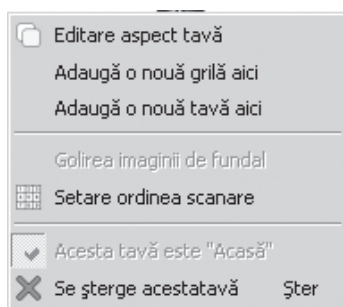 Editare aspect tavă
Adaugă o nouă grilă aici
Adaugă o nouă tavă aici
Golirea imaginii de fundal
Setare ordinea scanare
Acesta tavă este "Acasă"
Se şterge acestatavă Şter